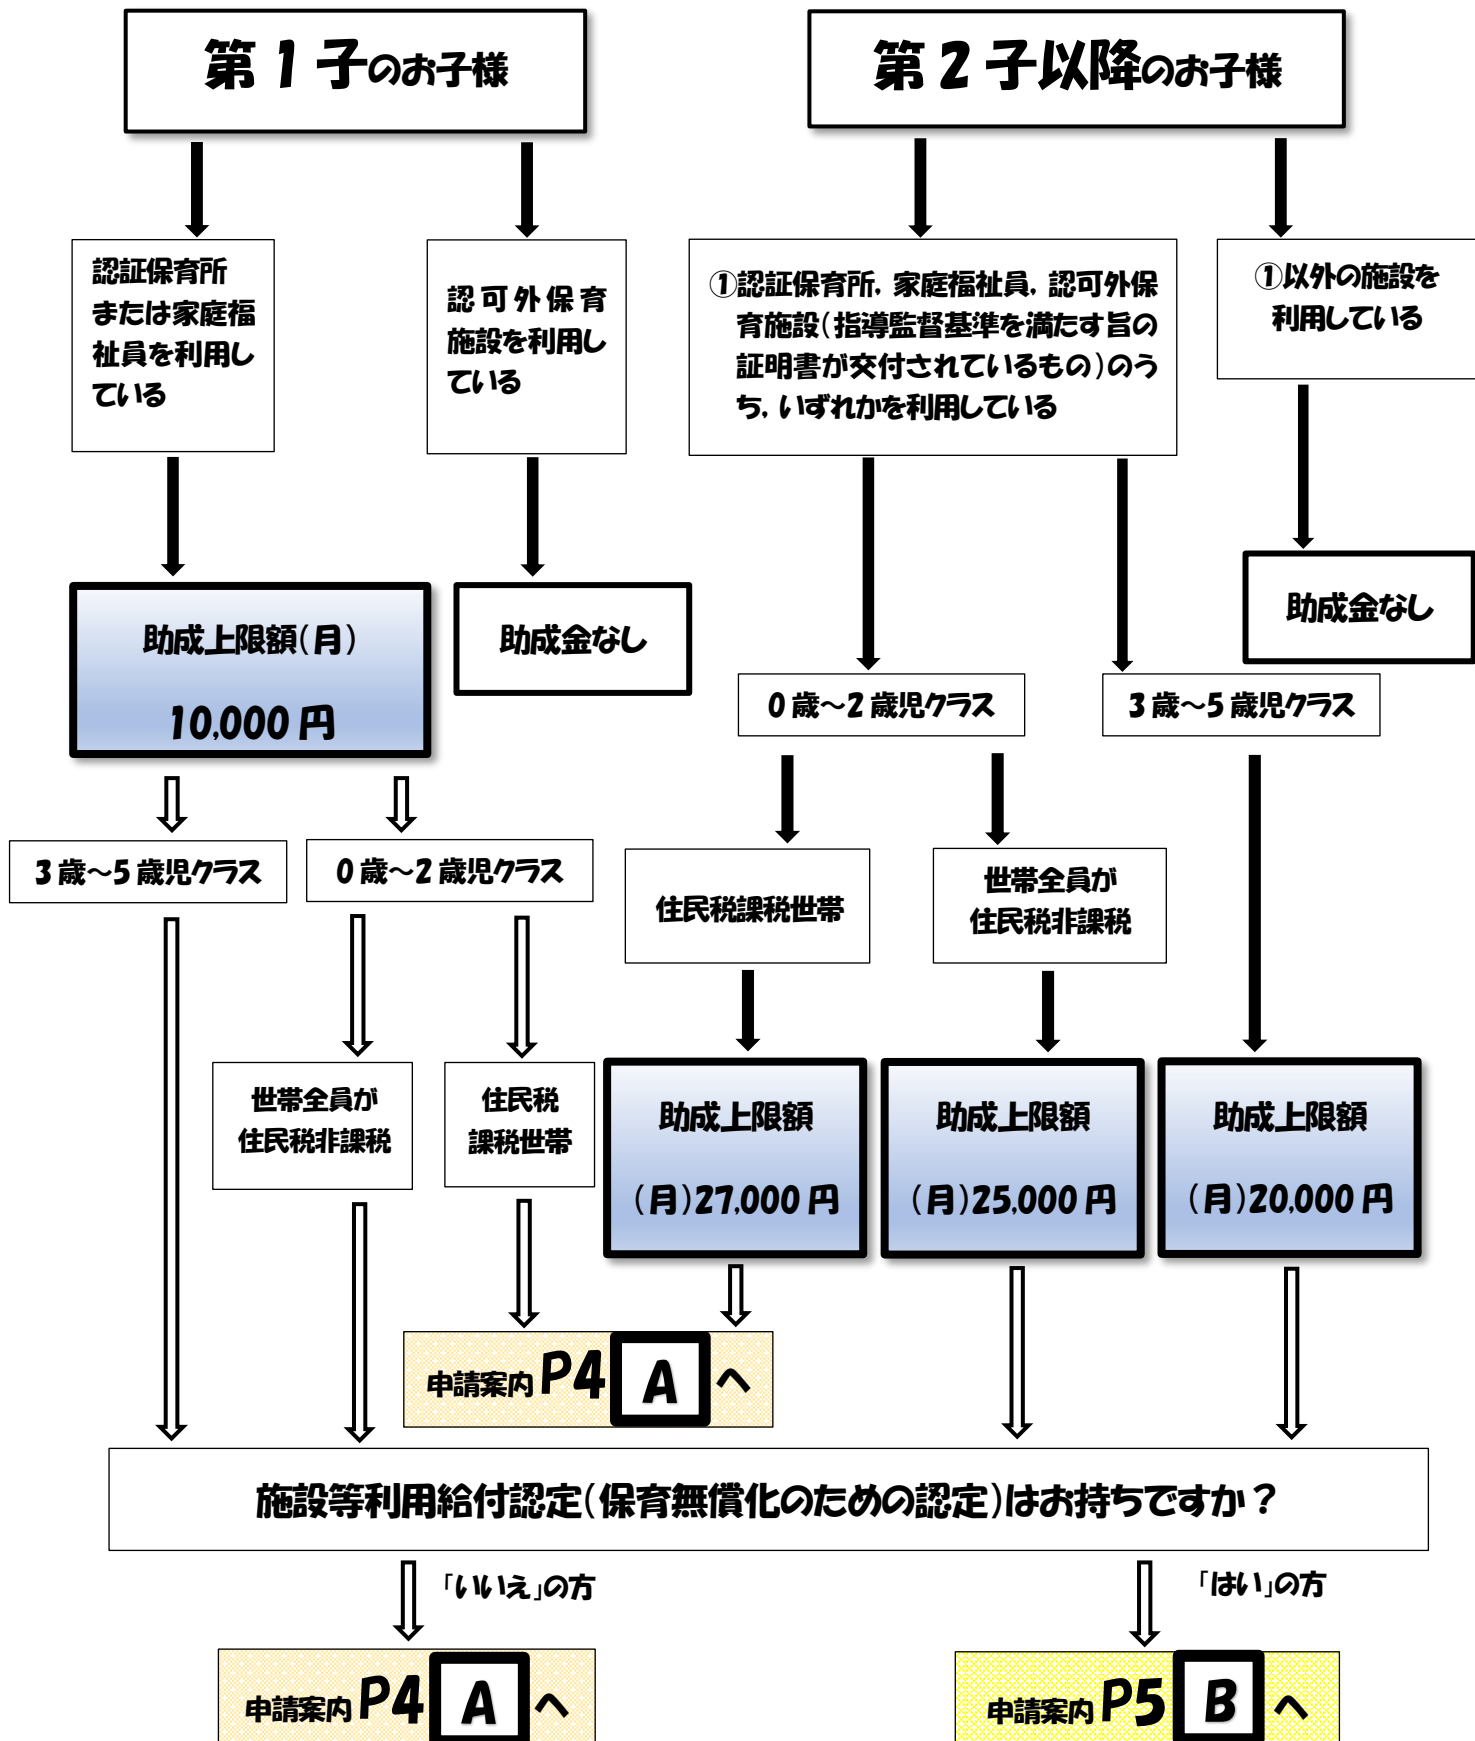 第1子のお子様
第2子以降のお子様
認証保育所
または家庭福
祉員を利用し
ている
認可外保育
施設を利用し
ている
①認証保育所，家庭福祉員，認可外保
育施設（指導監督基準を満たす旨の
証明書が交付されているもの）のう
ち，いずれかを利用している
①以外の施設を
利用している
助成上限額（月）
10,000円
助成金なし
助成金なし
0歳～2歳児クラス
3歳～5歳児クラス
3歳～5歳児クラス
0歳～2歳児クラス
住民税課税世帯
世帯全員が
住民税非課税
世帯全員が
住民税非課税
住民税
課税世帯
助成上限額
（月）27,000円
助成上限額
（月）25,000円
助成上限額
（月）20,000円
申請案内P4 A へ
施設等利用給付認定（保育無償化のための認定）はお持ちですか？
「いいえ」の方
「はい」の方
申請案内P4 A へ
申請案内P5 B へ